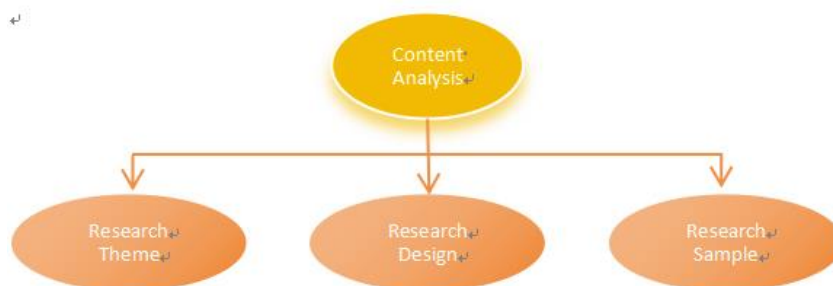 Content
Analysis
Research
Theme
Research
Design
Research
Sample